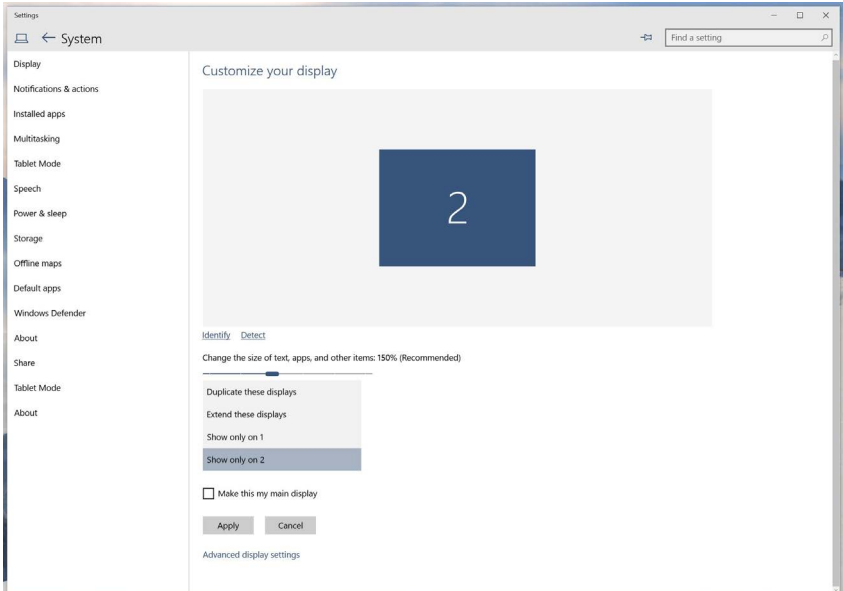 Settings
System
Find a setting
Display
Notifications & actions
Installed apps
Multitasking
Tablet Mode
Speech
Power & sleep
Storage
Offline maps
Default apps
Windows Defender
About
Share
Tablet Mode
About
Customize your display
2
Identify Detect
Change the size of text, apps, and other items: 150% (Recommended)
Duplicate these displays
Extend these displays
Show only on 1
Show only on 2
Make this my main display
Apply Cancel
Advanced display settings